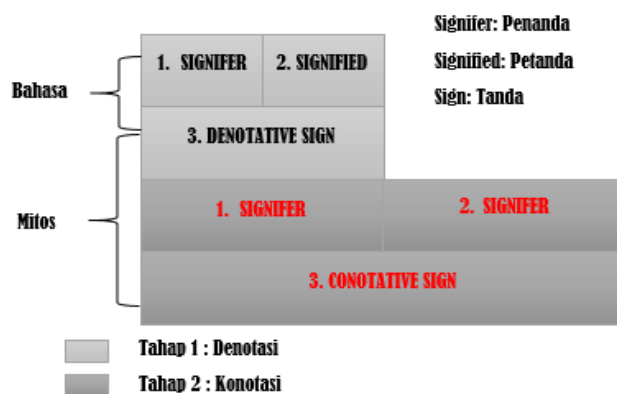 Signifer: Penanda
1. SIGNIFER 2. SIGNIFIED
Signified: Petanda
Bahasa
Sign: Tanda
3. DENOTATIVE SIGN
1. SIGNIFER 2. SIGNIFER
Mitos
3. CONOTATIVE SIGN
Tahap 1 : Denotasi
Tahap 2 : Konotasi